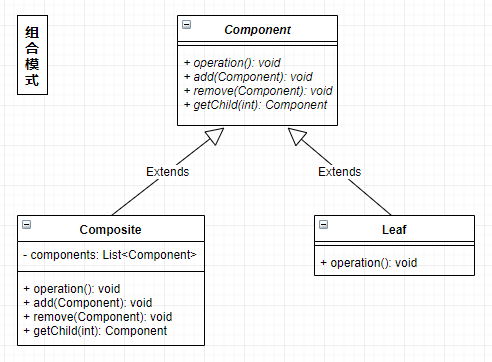 组合模式
Component
+ operation(): void
+ add(Component): void
+ remove(Component): void
+ getChild(int): Component
Extends
Extends
Composite
- components: List<Component>
+ operation(): void
+ add(Component): void
+ remove(Component): void
+ getChild(int): Component
Leaf
+ operation(): void